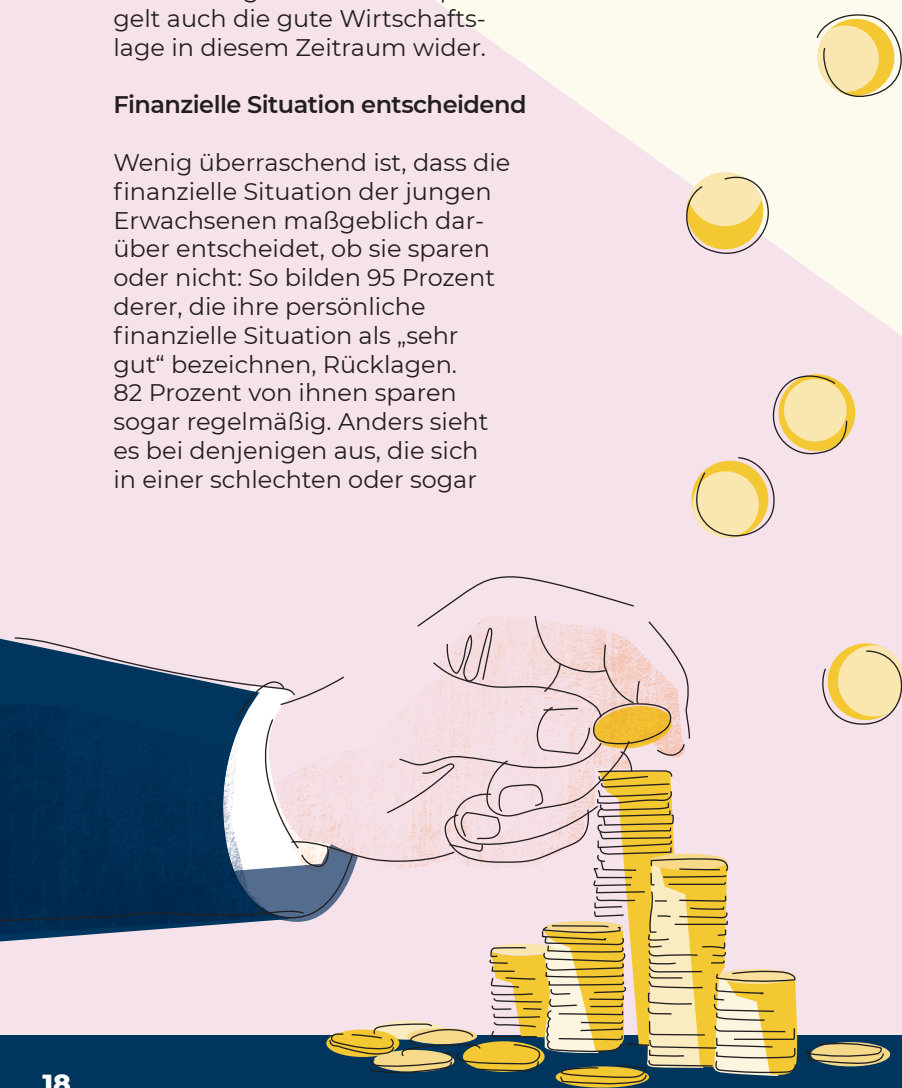 gelt auch die gute Wirtschafts-
lage in diesem Zeitraum wider.
Finanzielle Situation entscheidend
Wenig überraschend ist, dass die
finanzielle Situation der jungen
Erwachsenen maßgeblich dar-
über entscheidet, ob sie sparen
oder nicht: So bilden 95 Prozent
derer, die ihre persönliche
finanzielle Situation als „sehr
gut“ bezeichnen, Rücklagen.
82 Prozent von ihnen sparen
sogar regelmäßig. Anders sieht
es bei denjenigen aus, die sich
in einer schlechten oder sogar
18